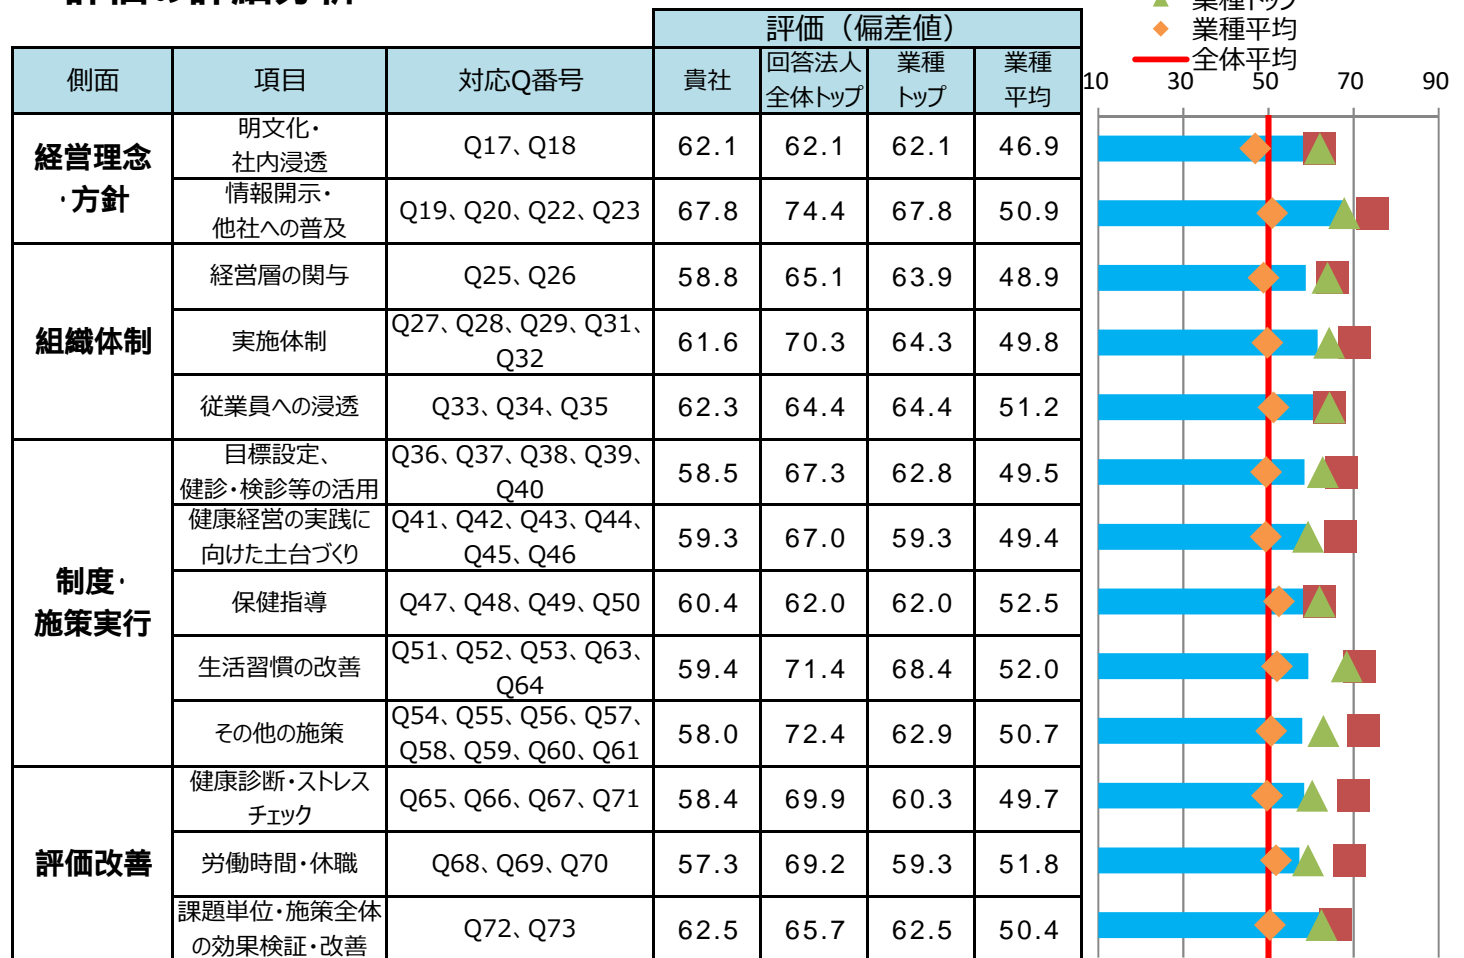 評価の詳細分析
業種トップ
業種平均
全体平均
評価（偏差値）
側面 項目 対応Q番号 貴社 回答法人 全体トップ 業種 トップ 業種 平均
10 30 50 70 90
経営理念
・方針
明文化・
社内浸透
Q17、Q18 62.1 62.1 62.1 46.9
情報開示・
他社への普及
Q19、Q20、Q22、Q23 67.8 74.4 67.8 50.9
組織体制
経営層の関与 Q25、Q26 58.8 65.1 63.9 48.9
実施体制
Q27、Q28、Q29、Q31、
Q32
61.6 70.3 64.3 49.8
従業員への浸透 Q33、Q34、Q35 62.3 64.4 64.4 51.2
制度・
施策実行
目標設定、
健診・検診等の活用
Q36、Q37、Q38、Q39、
Q40
58.5 67.3 62.8 49.5
健康経営の実践に
向けた土台づくり
Q41、Q42、Q43、Q44、
Q45、Q46
59.3 67.0 59.3 49.4
保健指導 Q47、Q48、Q49、Q50 60.4 62.0 62.0 52.5
生活習慣の改善
Q51、Q52、Q53、Q63、
Q64
59.4 71.4 68.4 52.0
その他の施策
Q54、Q55、Q56、Q57、
Q58、Q59、Q60、Q61
58.0 72.4 62.9 50.7
評価改善
健康診断・ストレス
チェック
Q65、Q66、Q67、Q71 58.4 69.9 60.3 49.7
労働時間・休職 Q68、Q69、Q70 57.3 69.2 59.3 51.8
課題単位・施策全体
の効果検証・改善
Q72、Q73 62.5 65.7 62.5 50.4